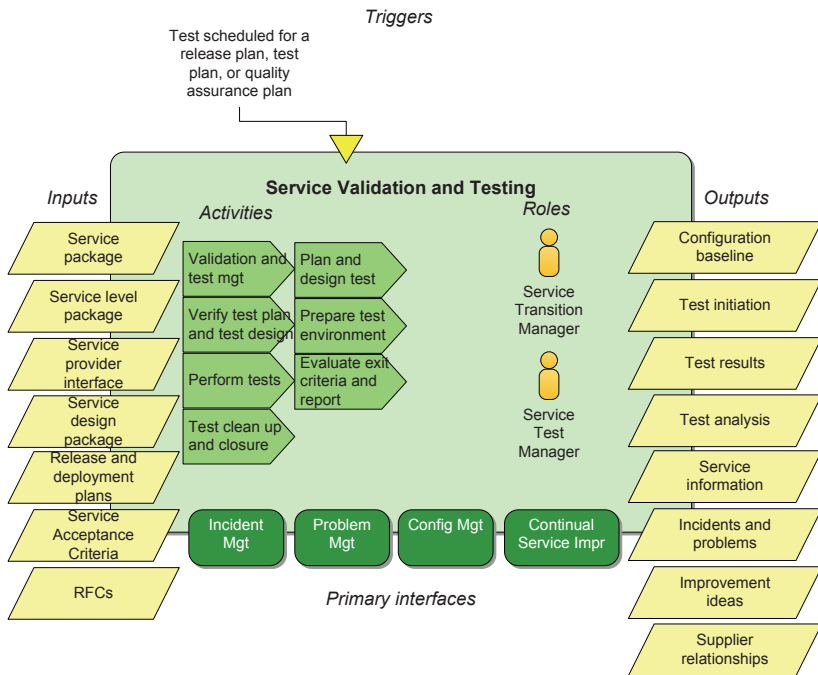 Triggers
Test scheduled for a
release plan, test
plan, or quality
assurance plan
Service Validation and Testing
Inputs
Service
package
Service level
package
Service
provider
interface
Service
design
package
Release and
deployment
plans
Service
Acceptance
Criteria
RFCs
Activities
Validation and
test mgt
Plan and
design test
Verify test plan
and test design
Prepare test
environment
Perform tests
Evaluate exit
criteria and
report
Test clean up
and closure
Roles
Service
Transition
Manager
Service
Test
Manager
Outputs
Configuration
baseline
Test initiation
Test results
Test analysis
Service
information
Incidents and
problems
Improvement
ideas
Supplier
relationships
Incident
Mgt
Problem
Mgt
Config Mgt
Continual
Service Impr
Primary interfaces